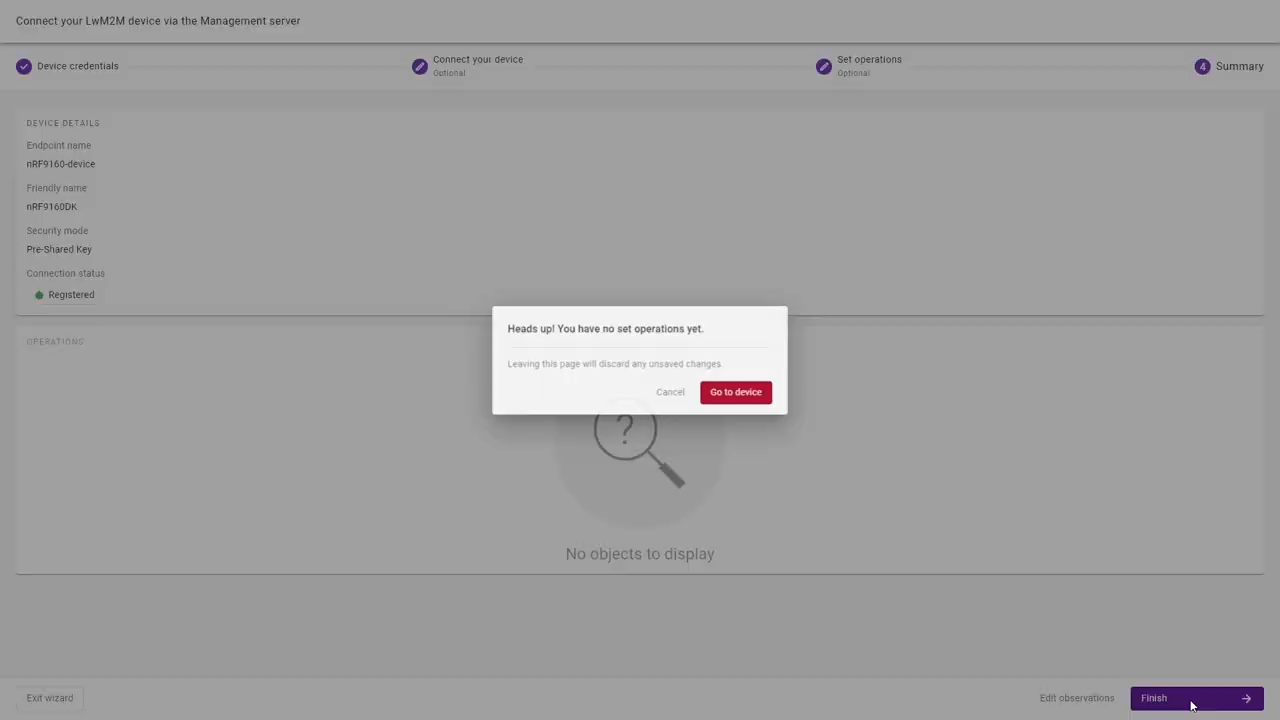 Connect your LwM2M device via the Management server
Device credentials
Connect your device
Optional
Set operations
Optional
4 Summary
DEVICE DETAILS
Endpoint name
nRF9160-device
Friendly name
nRF9160DK
Security mode
Pre-Shared Key
Connection status
Registered
Heads up! You have no set operations yet.
Leaving this page will discard any unsaved changes.
Cancel
Go to device
OPERATIONS
?
No objects to display
Exit wizard
Edit observations
Finish